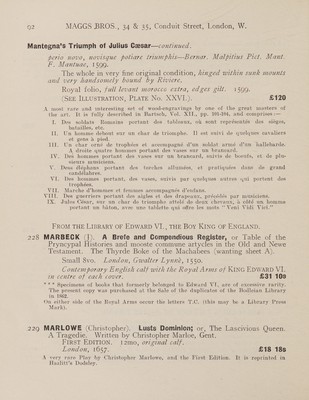 92 MAGGS BROS., 34 & 35, Conduit Street, London, W.
Mantegna's Triumph of Julius Cæsar—continued.
perio novo, novisque potiare triumphis—Bernar. Malpitius Pict. Mant.
F. Mantuae, 1599.
The whole in very fine original condition, hinged within sunk mounts
and very handsomely bound by Riviere.
Royal folio, full levant morocco extra, edges gilt. 1599.
(SEE ILLUSTRATION, PLATE No. XXVI.). £120
A most rare and interesting set of wood-engravings by one of the great masters of
the art. It is fully described in Bartsch, Vol. XII., pp. 101-104, and comprises—
I. Des soldats Romains portant des tableaux, où sont représentés des sièges,
batailles, etc.
II. Un homme debout sur un char de triomphe. Il est suivi de quelques cavaliers
et gens à pied.
III. Un char orné de trophées et accompagné d'un soldat armé d'un hallebarde.
A droite quatre hommes portant des vases sur un brancard.
IV. Des hommes portant des vases sur un brancard, suivis de boeufs, et de plu-
sieurs musiciens.
V. Deux éléphans portant des torches allumées, et pratiquées dans de grand
candélabres.
VI. Des hommes portant, des vases, suivis par quelques autres qui portent des
trophées.
VII. Marche d'hommes et femmes accompagnés d'enfans.
VIII. Des guerriers portant des aigles et des drapeaux, précédés par musiciens.
IX. Jules César, sur un char de triomphe attelé de deux chevaux, à côté un homme
portant un bâton, avec une tablette qui offre les mots "Veni Vidi Vici."
FROM THE LIBRARY OF EDWARD VI., THE BOY KING OF ENGLAND.
228 MARBECK (I). A Brefe and Compendious Register, or Table of the
Pryncypal Histories and mooste commone artycles in the Old and Newe
Testament. The Thyrde Boke of the Machabees (wanting sheet A).
Small 8vo. London, Gwalter Lynnè, 1550.
Contemporary English calf with the Royal Arms of KING EDWARD VI.
in centre of each cover. £31 10s
*** Specimens of books that formerly belonged to Edward VI, are of excessive rarity.
The present copy was purchased at the Sale of the duplicates of the Bodleian Library
in 1862.
On either side of the Royal Arms occur the letters T.C. (this may be a Library Press
Mark).
229 MARLOWE (Christopher). Lusts Dominion; or, The Lascivious Queen.
A Tragedie. Written by Christopher Marloe, Gent.
FIRST EDITION. 12mo, original calf.
London, 1657. £18 18s
A very rare Play by Christopher Marlowe, and the First Edition. It is reprinted in
Hazlitt's Dodsley.